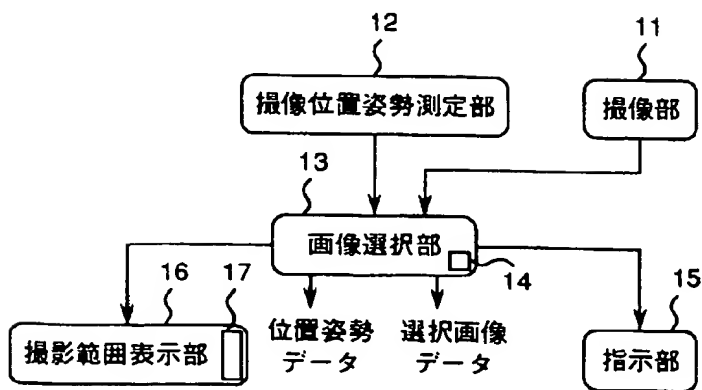 12
11
撮像位置姿勢測定部
撮像部
13
画像選択部
14
16
17
15
撮影範囲表示部
位置姿勢
データ
選択画像
データ
指示部